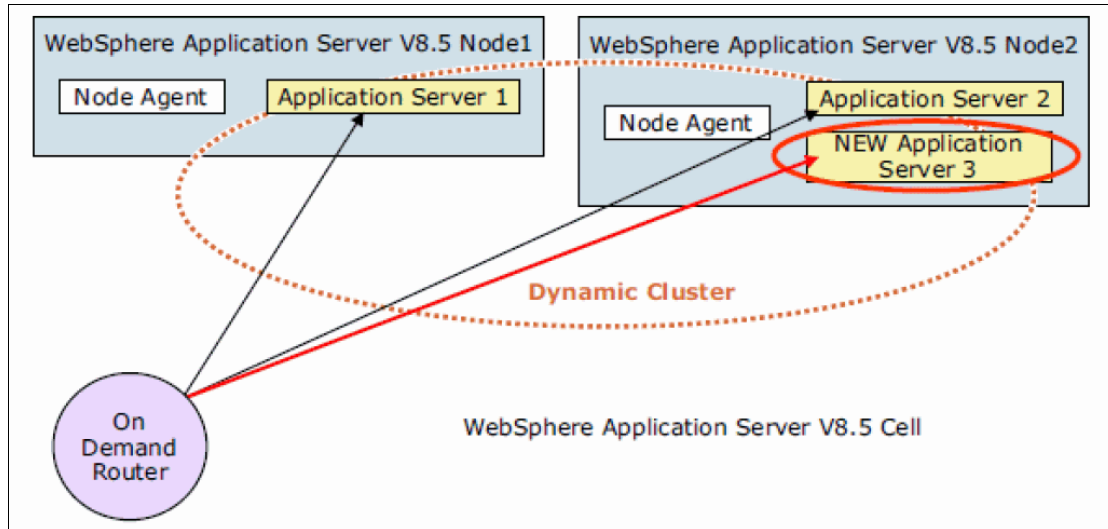 WebSphere Application Server V8.5 Node1
Node Agent
Application Server 1
WebSphere Application Server V8.5 Node2
Application Server 2
Node Agent
NEW Application
Server 3
Dynamic Cluster
On
Demand
Router
WebSphere Application Server V8.5 Cell